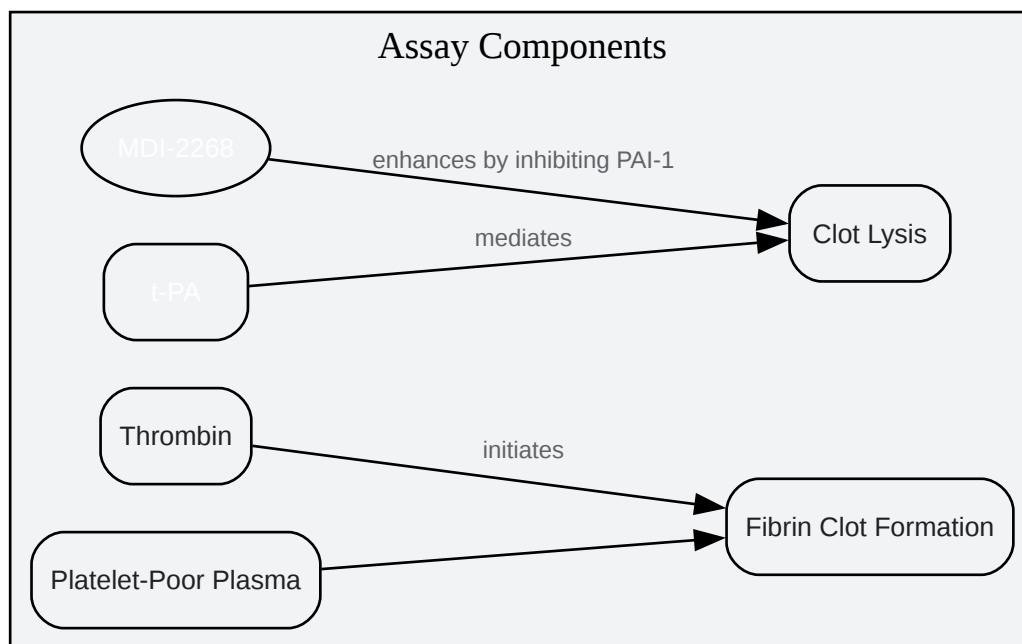 Assay Components
MDI-2268
enhances by inhibiting PAI-1
mediates
Clot Lysis
t-PA
Thrombin
initiates
Fibrin Clot Formation
Platelet-Poor Plasma